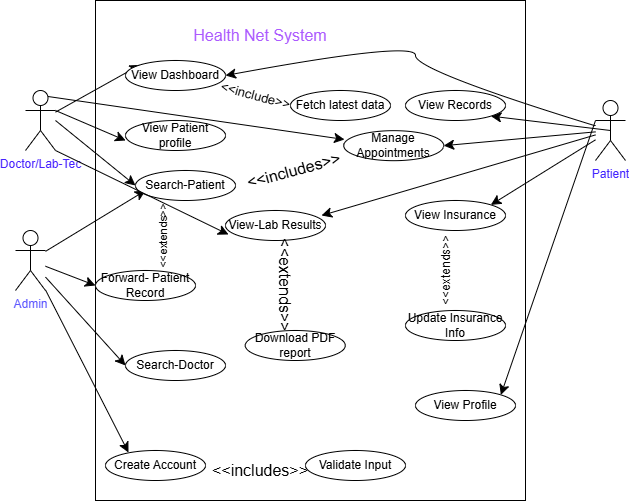 Health Net System
View Dashboard
<<include>>
Fetch latest data
View Records
Doctor/Lab-Tec
View Patient
profile
Manage
Appointments
Patient
<<includes>>
Search-Patient
<<extends>>
View-Lab Results
View Insurance
Admin
Forward- Patient
Record
<<extends>>
<<extends>>
Update Insurance
Info
Download PDF
report
Search-Doctor
View Profile
Create Account
<<includes>>
Validate Input